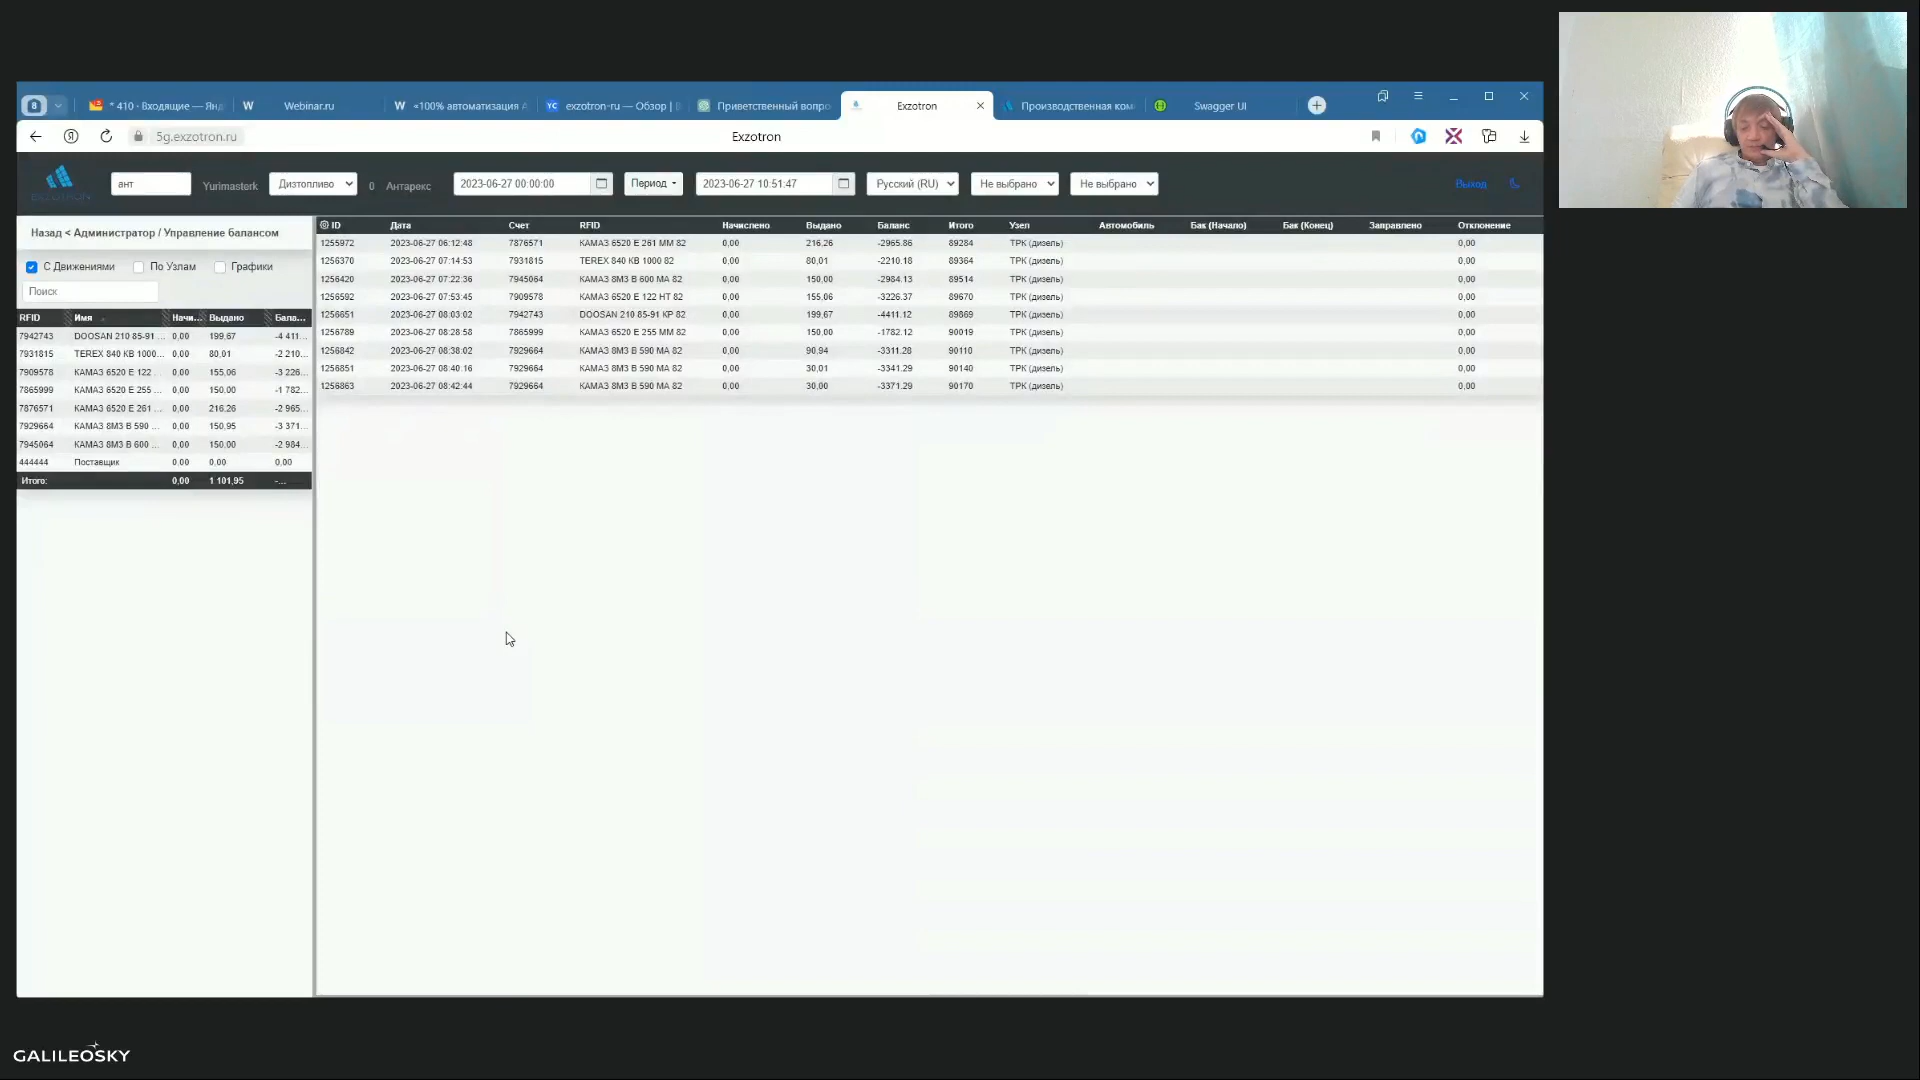 8 * 410 · Входящие — Янд Webinar.ru «100% автоматизация А exzotron-ru — Обзор | Приветственный вопро Exzotron Производственная ком Swagger UI
5g.exzotron.ru Exzotron
ант Yurimasterk Дизтопливо 0 Антарекс 2023-06-27 00:00:00 Период 2023-06-27 10:51:47 Русский (RU) Не выбрано Не выбрано Выход
EXZOTRON
Назад < Администратор / Управление балансом
С Движениями По Узлам Графики
Поиск
RFID Имя Начи... Выдано Бала...
7942743 DOOSAN 210 85-91 ... 0,00 199,67 -4 411...
7931815 TEREX 840 КВ 1000... 0,00 80,01 -2 210...
7909578 КАМАЗ 6520 Е 122 ... 0,00 155,06 -3 226...
7865999 КАМАЗ 6520 Е 255 ... 0,00 150,00 -1 782...
7876571 КАМАЗ 6520 Е 261 ... 0,00 216,26 -2 965...
7929664 КАМАЗ 8М3 В 590 ... 0,00 150,95 -3 371...
7945064 КАМАЗ 8М3 В 600 ... 0,00 150,00 -2 984...
444444 Поставщик 0,00 0,00 0,00
Итого: 0,00 1 101,95 -...
ID Дата Счет RFID Начислено Выдано Баланс Итого Узел Автомобиль Бак (Начало) Бак (Конец) Заправлено Отклонение
1255972 2023-06-27 06:12:48 7876571 КАМАЗ 6520 Е 261 ММ 82 0,00 216,26 -2965.86 89284 ТРК (дизель) 0,00
1256370 2023-06-27 07:14:53 7931815 TEREX 840 КВ 1000 82 0,00 80,01 -2210.18 89364 ТРК (дизель) 0,00
1256420 2023-06-27 07:22:36 7945064 КАМАЗ 8М3 В 600 МА 82 0,00 150,00 -2984.13 89514 ТРК (дизель) 0,00
1256592 2023-06-27 07:53:45 7909578 КАМАЗ 6520 Е 122 НТ 82 0,00 155,06 -3226.37 89670 ТРК (дизель) 0,00
1256651 2023-06-27 08:03:02 7942743 DOOSAN 210 85-91 КР 82 0,00 199,67 -4411.12 89869 ТРК (дизель) 0,00
1256789 2023-06-27 08:28:58 7865999 КАМАЗ 6520 Е 255 ММ 82 0,00 150,00 -1782.12 90019 ТРК (дизель) 0,00
1256842 2023-06-27 08:38:02 7929664 КАМАЗ 8М3 В 590 МА 82 0,00 90,94 -3311.28 90110 ТРК (дизель) 0,00
1256851 2023-06-27 08:40:16 7929664 КАМАЗ 8М3 В 590 МА 82 0,00 30,01 -3341.29 90140 ТРК (дизель) 0,00
1256863 2023-06-27 08:42:44 7929664 КАМАЗ 8М3 В 590 МА 82 0,00 30,00 -3371.29 90170 ТРК (дизель) 0,00
GALILEOSKY